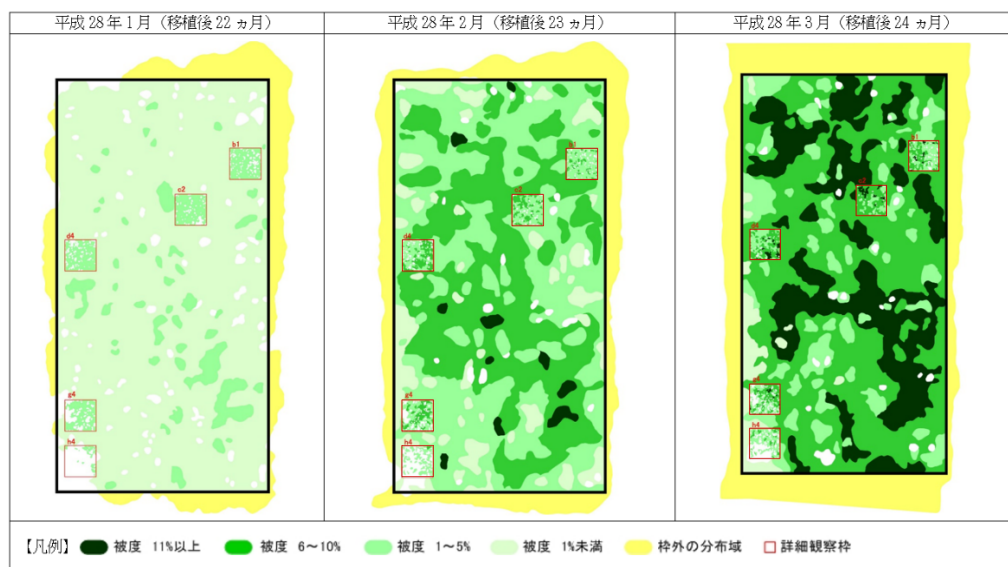 平成28年1月（移植後22ヵ月） 平成28年2月（移植後23ヵ月） 平成28年3月（移植後24ヵ月）
b1 b1 b1
c2 c2 c2
d4 d4 d4
g4 g4 g4
h4 h4 h4
【凡例】 被度 11%以上 被度 6～10% 被度 1～5% 被度 1%未満 枠外の分布域 詳細観察枠